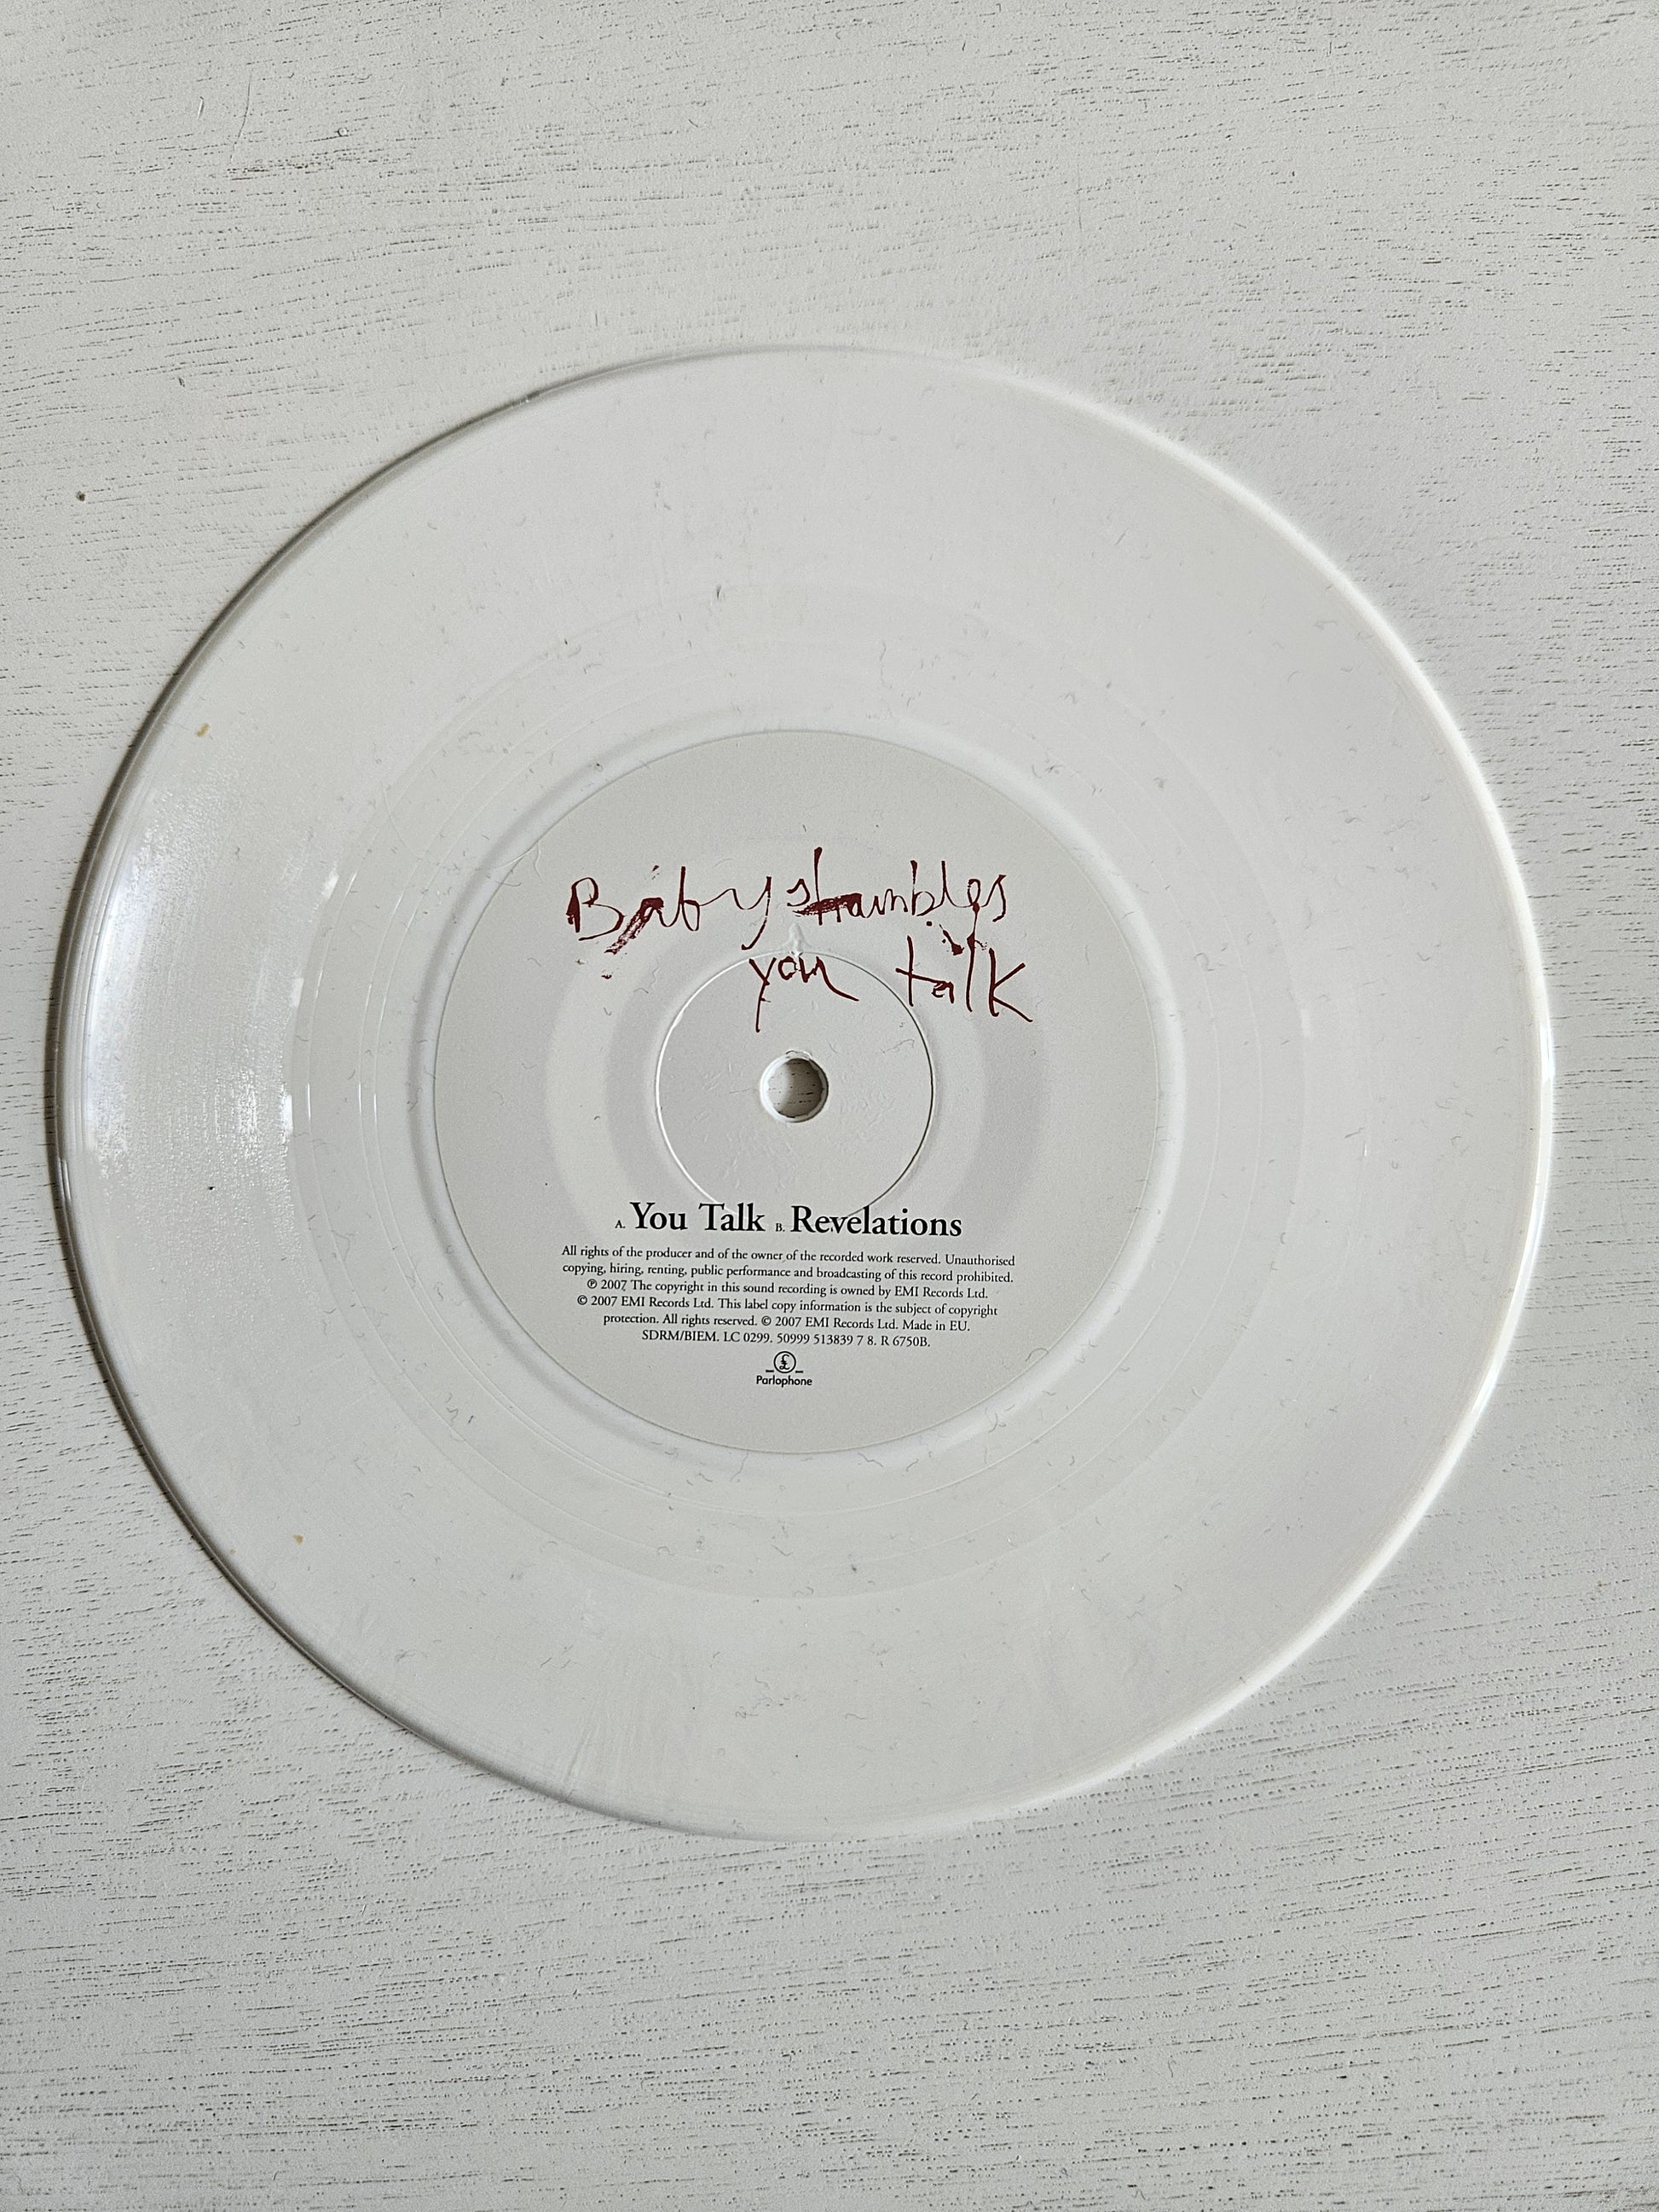 Babyshambles
you talk
A. You Talk B. Revelations
All rights of the producer and of the owner of the recorded work reserved. Unauthorised
copying, hiring, renting, public performance and broadcasting of this record prohibited.
℗ 2007 The copyright in this sound recording is owned by EMI Records Ltd.
© 2007 EMI Records Ltd. This label copy information is the subject of copyright
protection. All rights reserved. © 2007 EMI Records Ltd. Made in EU.
SDRM/BIEM. LC 0299. 50999 513839 7 8. R 6750B.
£
Parlophone